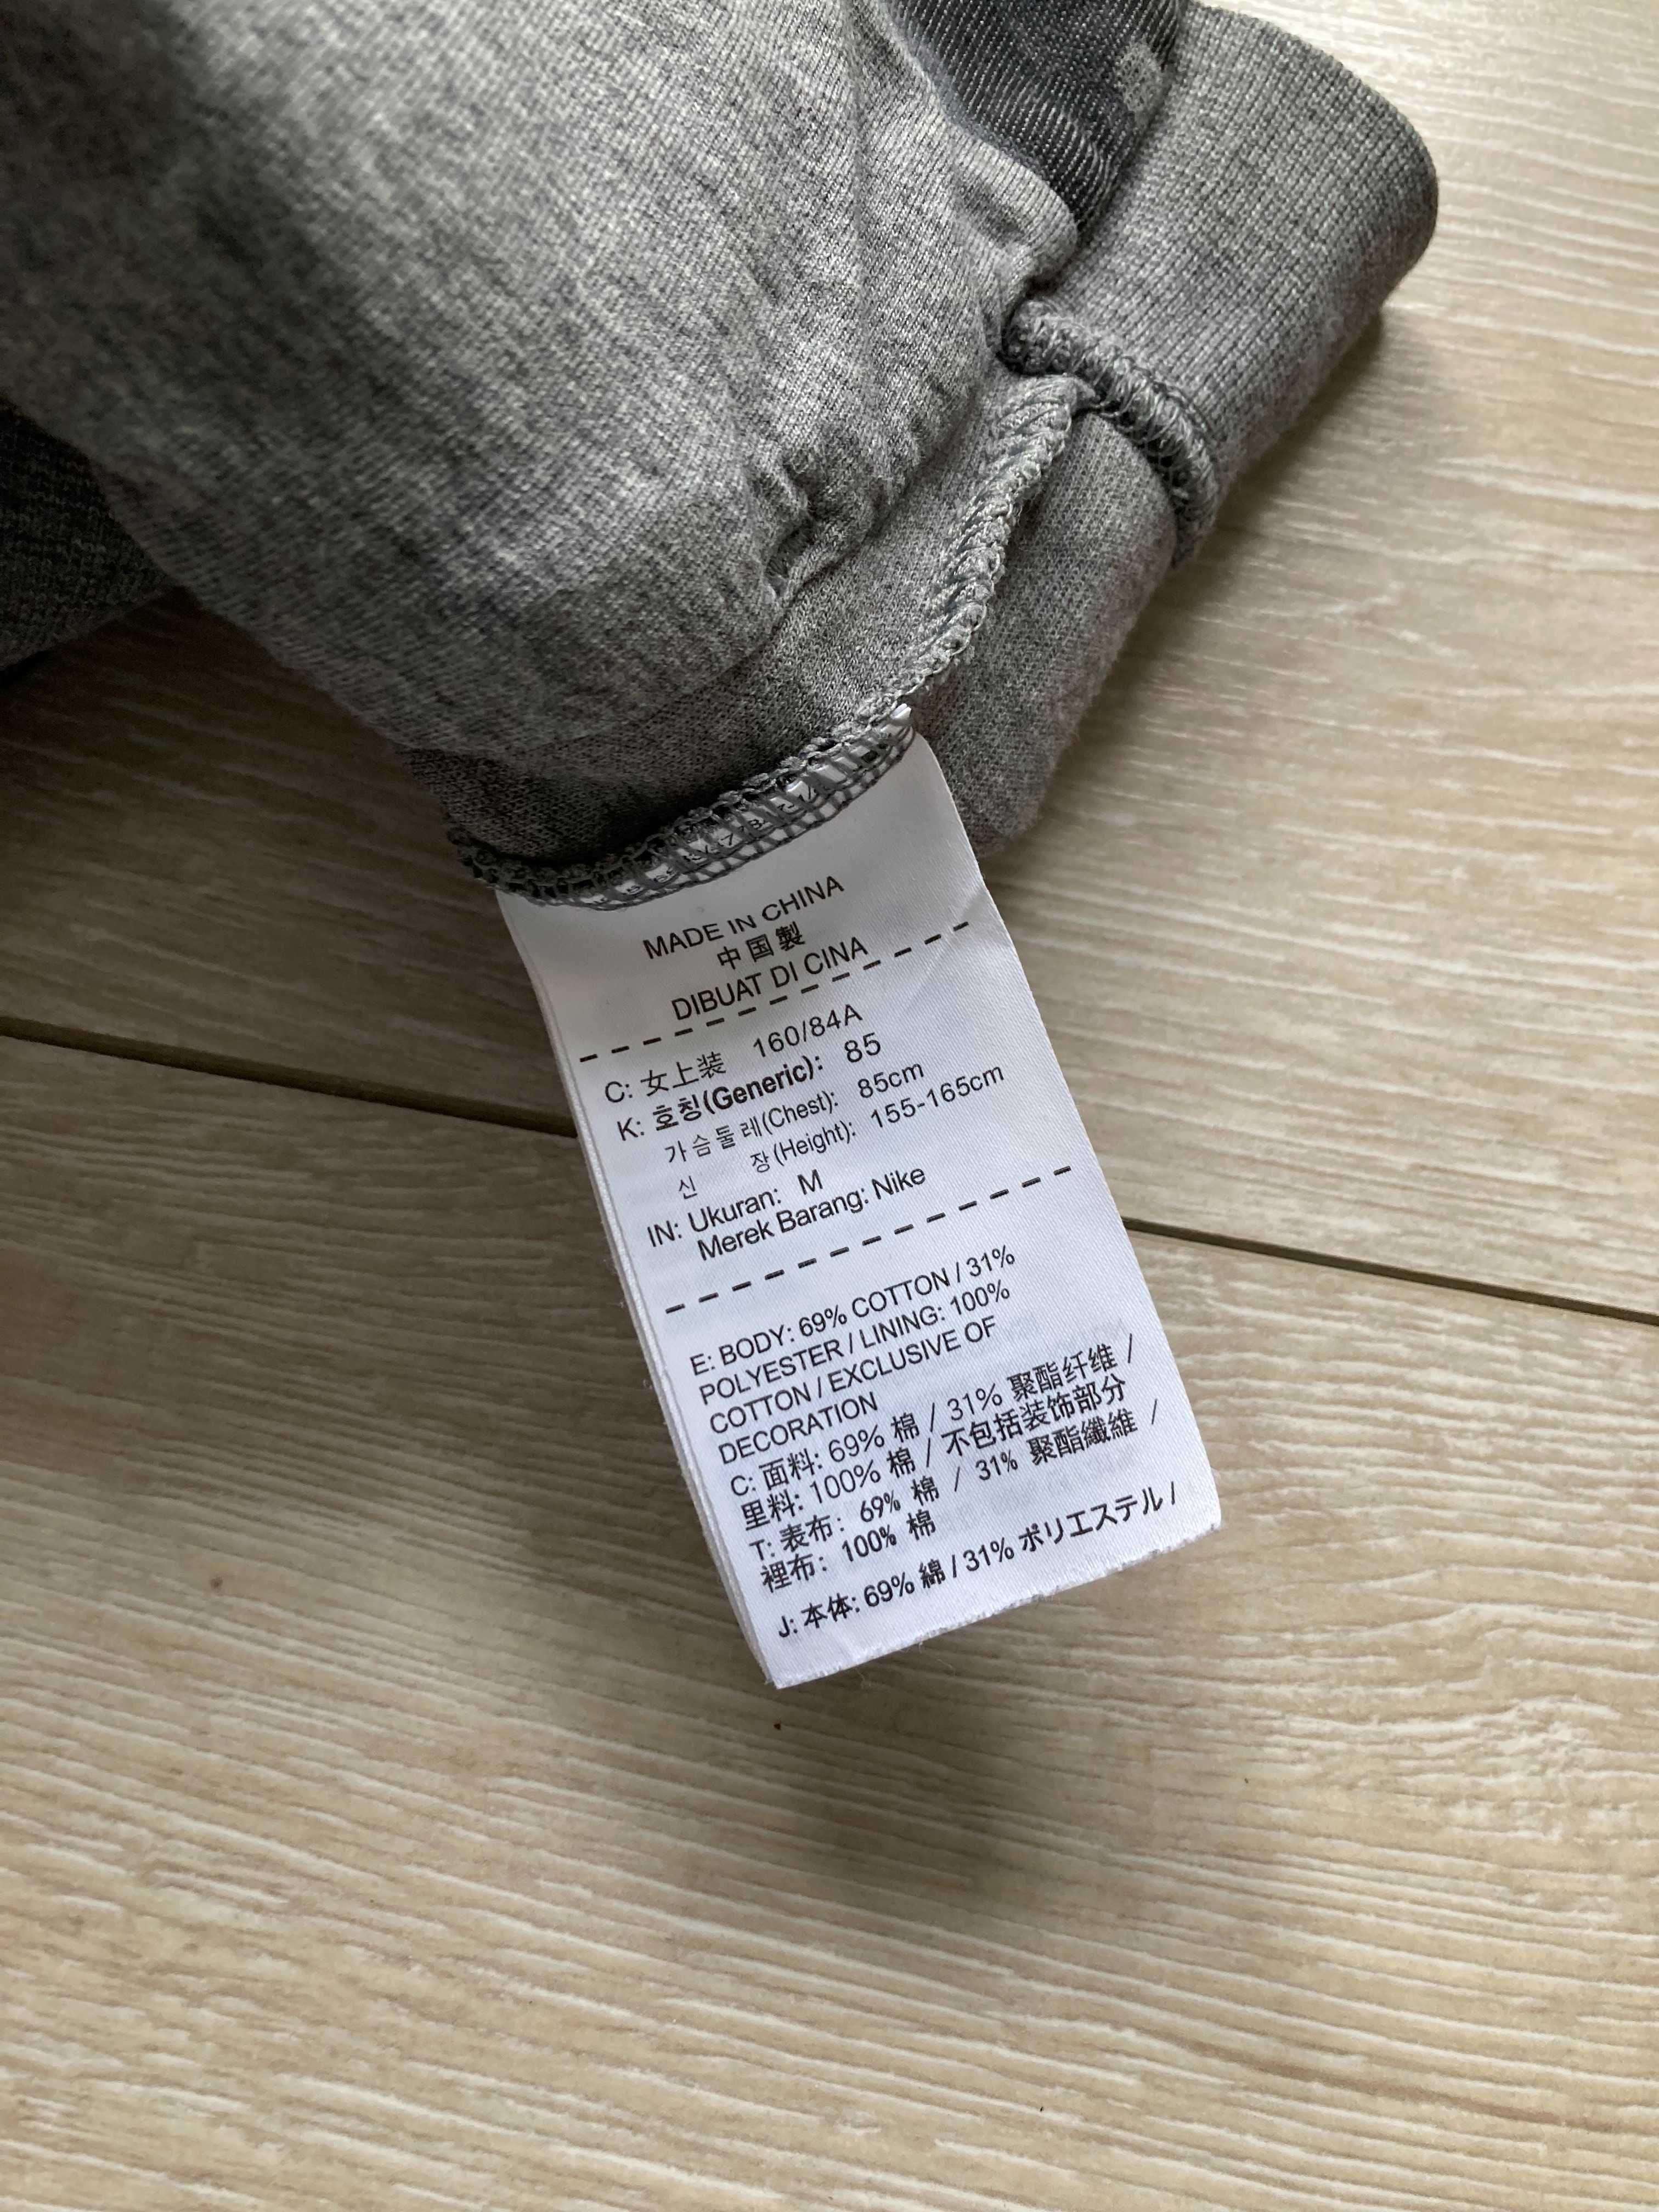 MADE IN CHINA
中国製
DIBUAT DI CINA
C: 女上装 160/84A
K: 호칭(Generic): 85
가슴둘레(Chest): 85cm
신 장(Height): 155-165cm
IN: Ukuran: M
Merek Barang: Nike
E: BODY: 69% COTTON / 31%
POLYESTER / LINING: 100%
COTTON / EXCLUSIVE OF
DECORATION
C: 面料: 69% 棉 / 31% 聚酯纤维 /
里料: 100% 棉 / 不包括装饰部分
T: 表布: 69% 棉 / 31% 聚酯纖維 /
裡布: 100% 棉
J: 本体: 69% 綿 / 31% ポリエステル /